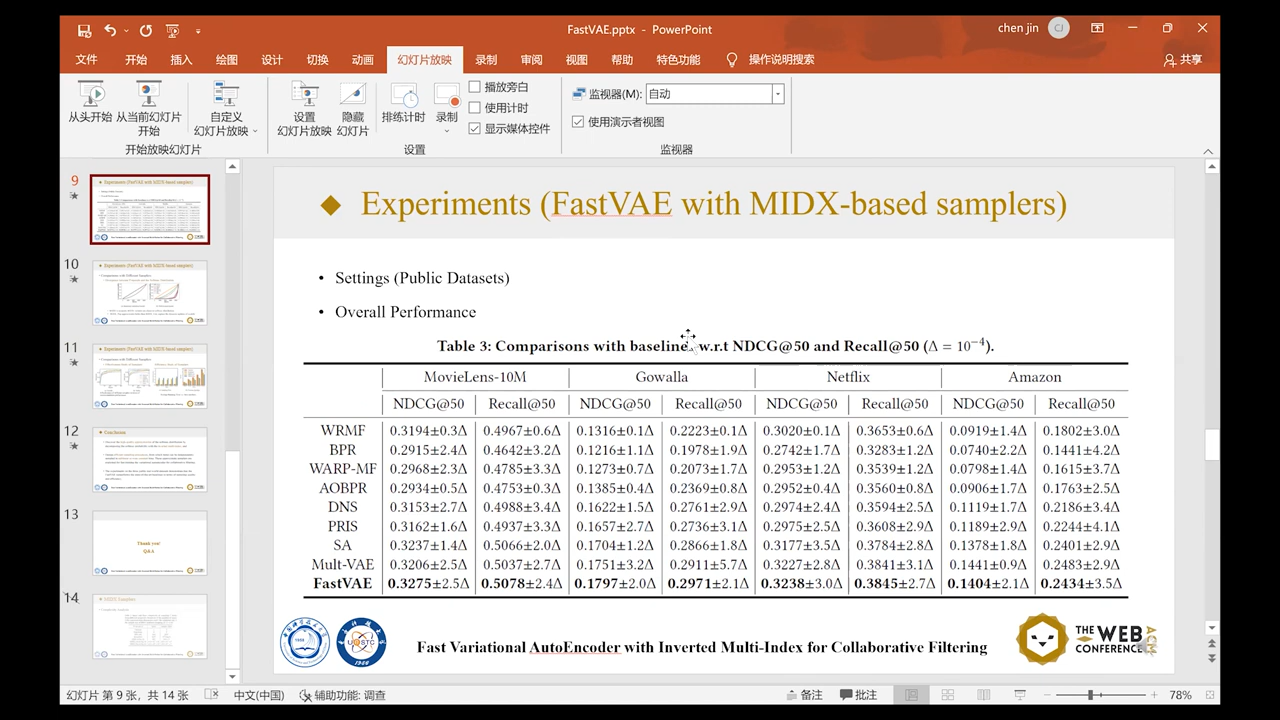 FastVAE.pptx - PowerPoint
chen jin
CJ
文件 开始 插入 绘图 设计 切换 动画 幻灯片放映 录制 审阅 视图 帮助 特色功能 操作说明搜索 共享
从头开始 从当前幻灯片
开始
自定义
幻灯片放映
设置
幻灯片放映
隐藏
幻灯片
排练计时 录制
播放旁白
使用计时
显示媒体控件
监视器(M): 自动
使用演示者视图
开始放映幻灯片 设置 监视器
9
10
11
12
13
14
Experiments (FastVAE with MIDX-based samplers)
Conclusion
Thank you!
Q&A
Experiments (FastVAE with MIDX-based samplers)
• Settings (Public Datasets)
• Overall Performance
Table 3: Comparisons with baselines w.r.t NDCG@50 and Recall@50 (Δ = 10⁻⁴).
MovieLens-10M Gowalla Netflix Amazon
NDCG@50 Recall@50 NDCG@50 Recall@50 NDCG@50 Recall@50 NDCG@50 Recall@50
WRMF 0.3194±0.3Δ 0.4967±0.6Δ 0.1316±0.1Δ 0.2223±0.1Δ 0.3020±0.1Δ 0.3653±0.6Δ 0.0919±1.4Δ 0.1802±3.0Δ
BPR 0.2915±2.4Δ 0.4642±3.2Δ 0.1216±1.1Δ 0.1978±1.9Δ 0.2742±1.7Δ 0.3283±1.2Δ 0.0740±2.2Δ 0.1441±4.2Δ
WARP-MF 0.2968±2.3Δ 0.4785±3.3Δ 0.1273±0.7Δ 0.2073±1.7Δ 0.2953±1.2Δ 0.3559±1.2Δ 0.0798±1.4Δ 0.1615±3.7Δ
AOBPR 0.2934±0.5Δ 0.4753±0.3Δ 0.1385±0.4Δ 0.2369±0.8Δ 0.2952±0.4Δ 0.3560±0.8Δ 0.0906±1.7Δ 0.1763±2.5Δ
DNS 0.3153±2.7Δ 0.4988±3.4Δ 0.1622±1.5Δ 0.2761±2.9Δ 0.2974±2.4Δ 0.3594±2.5Δ 0.1119±1.7Δ 0.2186±3.4Δ
PRIS 0.3162±1.6Δ 0.4937±3.3Δ 0.1657±2.7Δ 0.2736±3.1Δ 0.2975±2.5Δ 0.3608±2.9Δ 0.1189±2.9Δ 0.2244±4.1Δ
SA 0.3237±1.4Δ 0.5066±2.0Δ 0.1704±1.2Δ 0.2866±1.8Δ 0.3177±3.5Δ 0.3784±2.8Δ 0.1378±1.8Δ 0.2401±2.9Δ
Mult-VAE 0.3206±2.5Δ 0.5037±2.7Δ 0.1751±3.2Δ 0.2911±5.7Δ 0.3227±2.8Δ 0.3841±3.1Δ 0.1441±0.9Δ 0.2483±2.9Δ
FastVAE 0.3275±2.5Δ 0.5078±2.4Δ 0.1797±2.0Δ 0.2971±2.1Δ 0.3238±3.0Δ 0.3845±2.7Δ 0.1404±2.1Δ 0.2434±3.5Δ
1958
Fast Variational AutoEncoder with Inverted Multi-Index for Collaborative Filtering
THE WEB
CONFERENCE
幻灯片 第 9 张，共 14 张 中文(中国) 辅助功能: 调查 备注 批注 78%